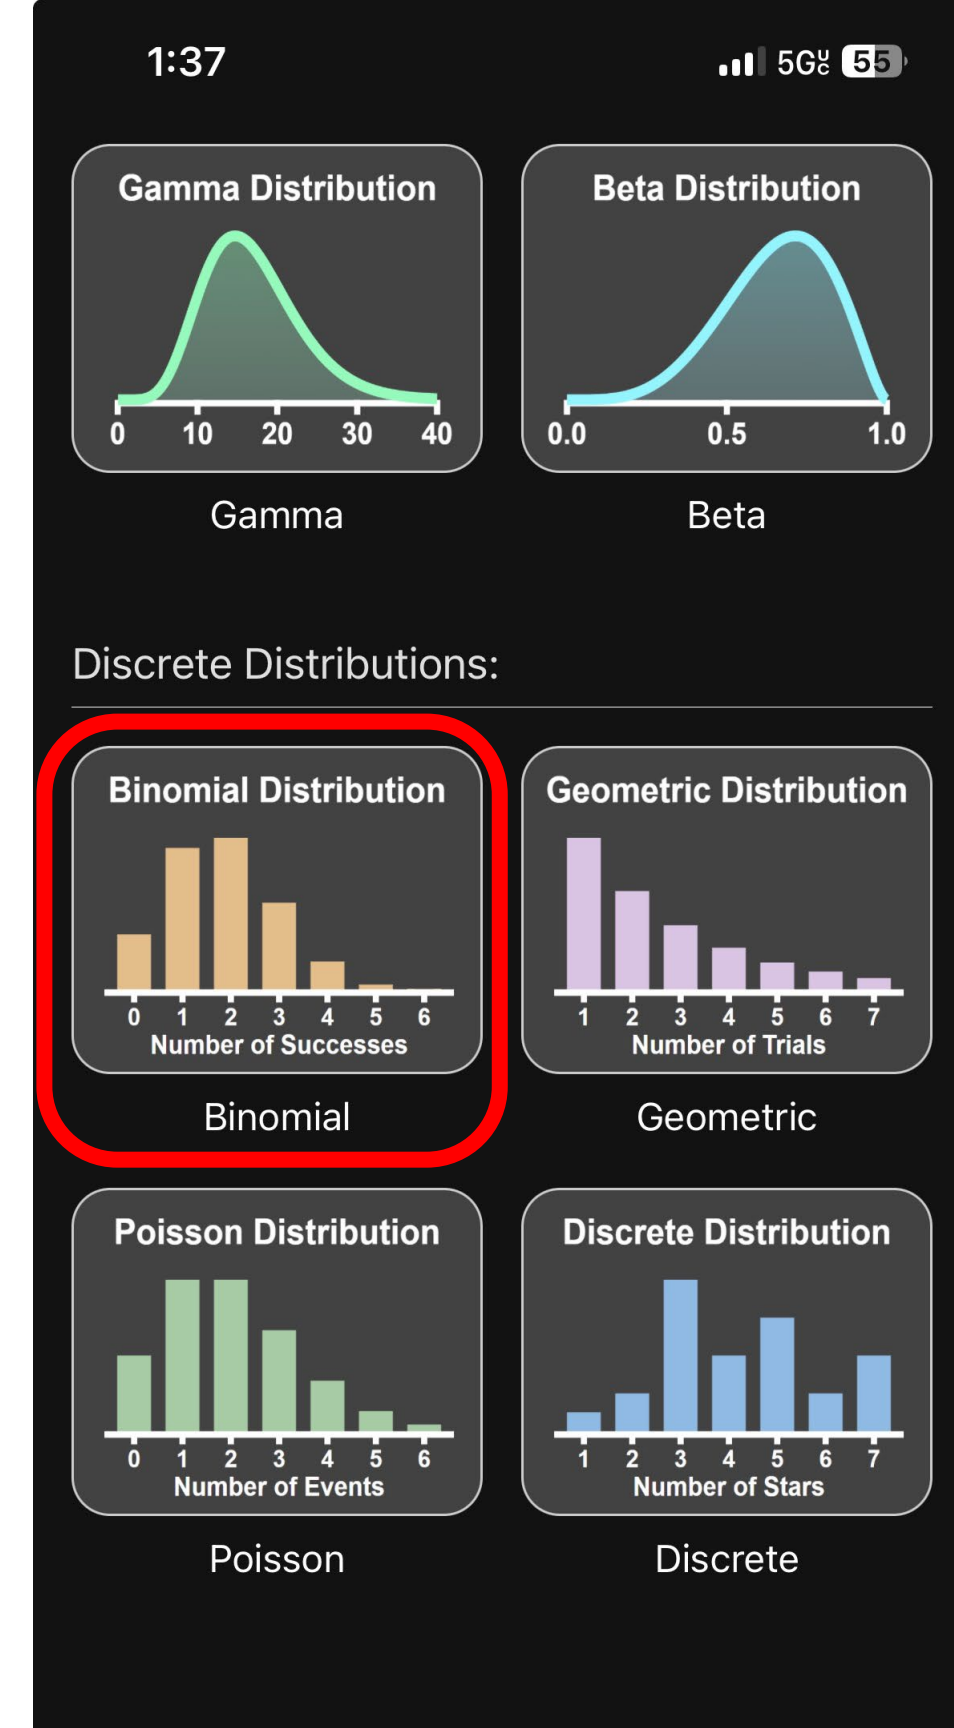 1:37 5G UC 55
Gamma Distribution
0 10 20 30 40
Gamma
Beta Distribution
0.0 0.5 1.0
Beta
Discrete Distributions:
Binomial Distribution
0 1 2 3 4 5 6
Number of Successes
Binomial
Geometric Distribution
1 2 3 4 5 6 7
Number of Trials
Geometric
Poisson Distribution
0 1 2 3 4 5 6
Number of Events
Poisson
Discrete Distribution
1 2 3 4 5 6 7
Number of Stars
Discrete